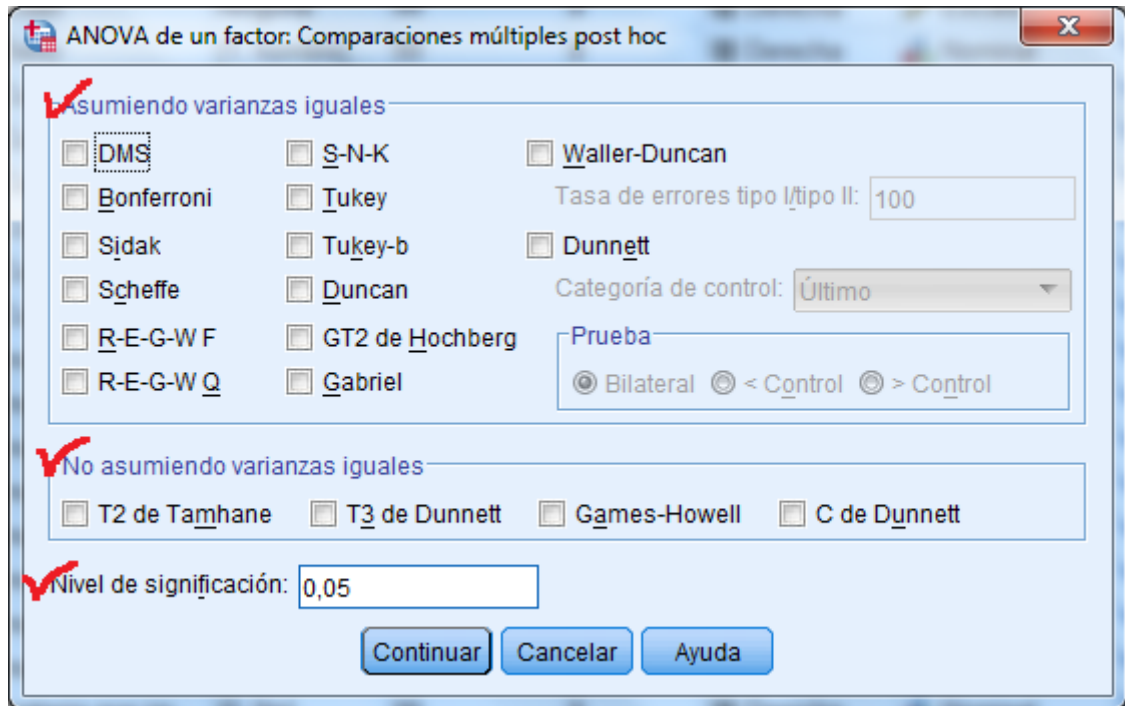 ANOVA de un factor: Comparaciones múltiples post hoc
Asumiendo varianzas iguales
DMS S-N-K Waller-Duncan
Bonferroni Tukey Tasa de errores tipo I/tipo II: 100
Sidak Tukey-b Dunnett
Scheffe Duncan Categoría de control: Último
R-E-G-W F GT2 de Hochberg Prueba
R-E-G-W Q Gabriel Bilateral < Control > Control
No asumiendo varianzas iguales
T2 de Tamhane T3 de Dunnett Games-Howell C de Dunnett
Nivel de significación: 0,05
Continuar Cancelar Ayuda